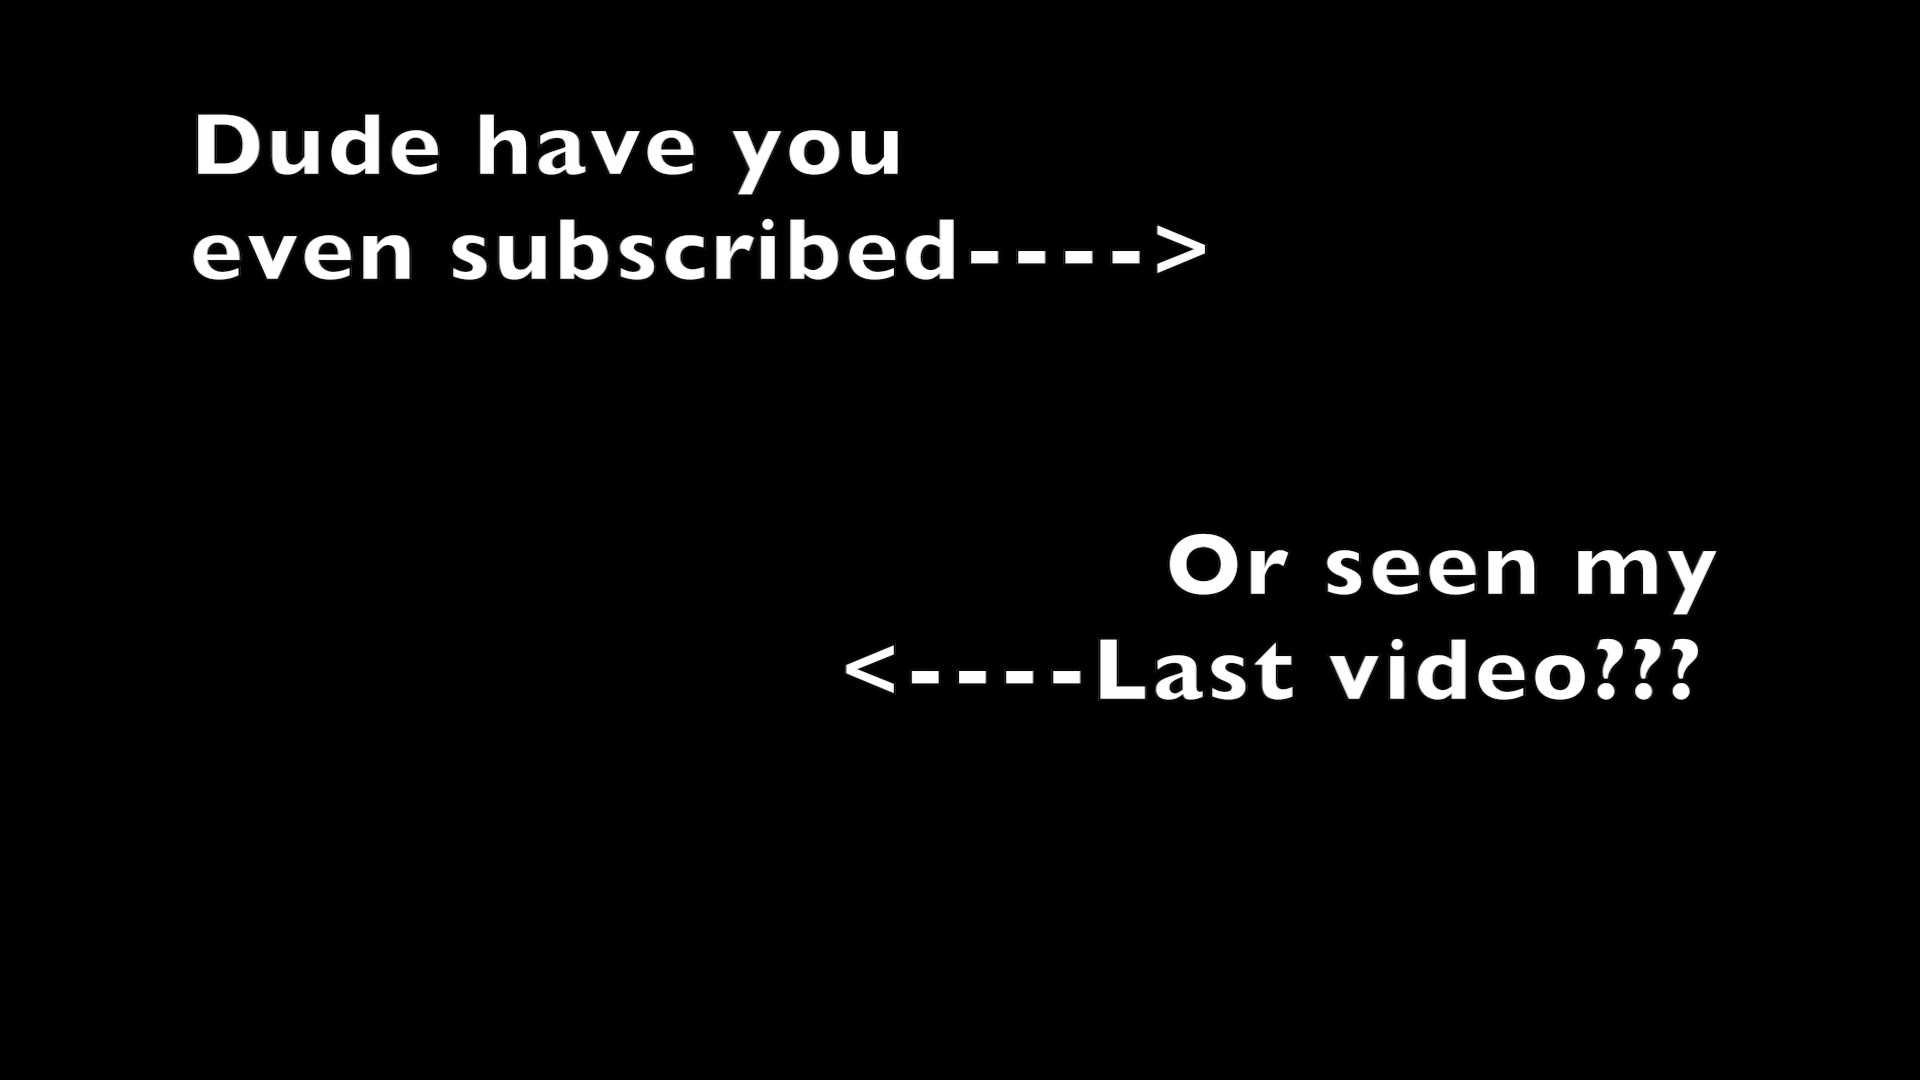 Dude have you
even subscribed---->
Or seen my
<----Last video???